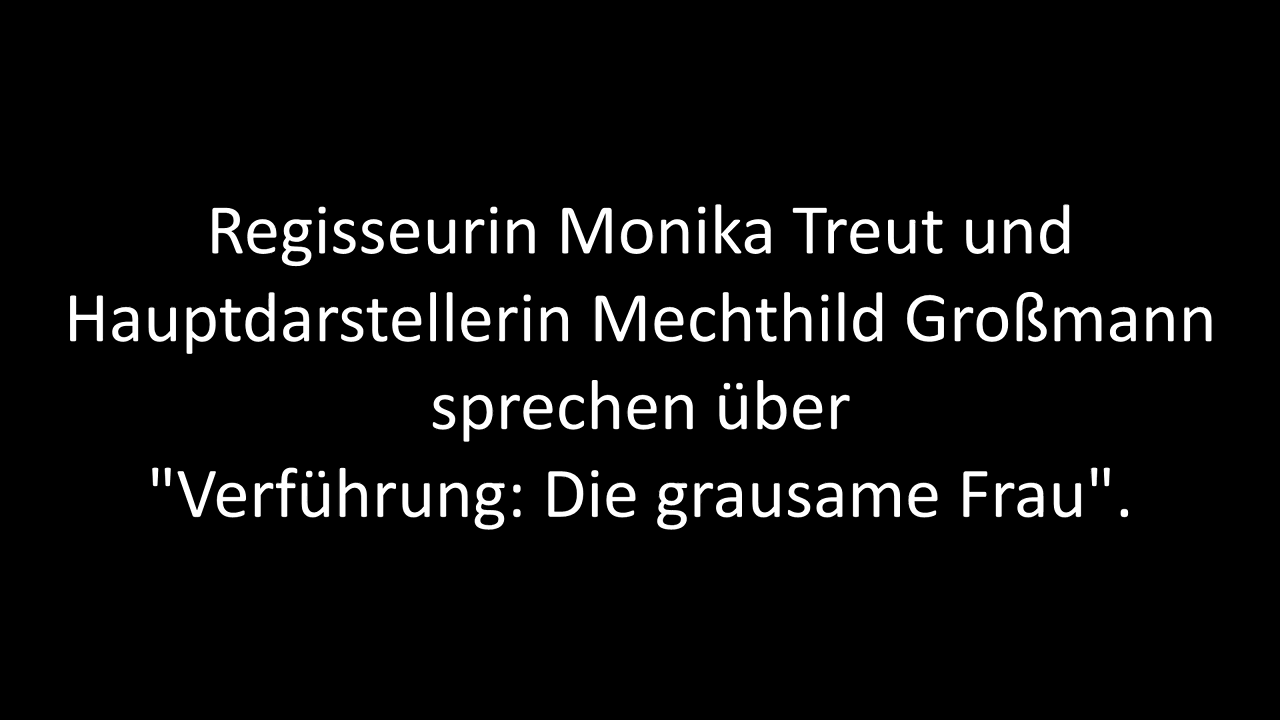 Regisseurin Monika Treut und
Hauptdarstellerin Mechthild Großmann
sprechen über
"Verführung: Die grausame Frau".